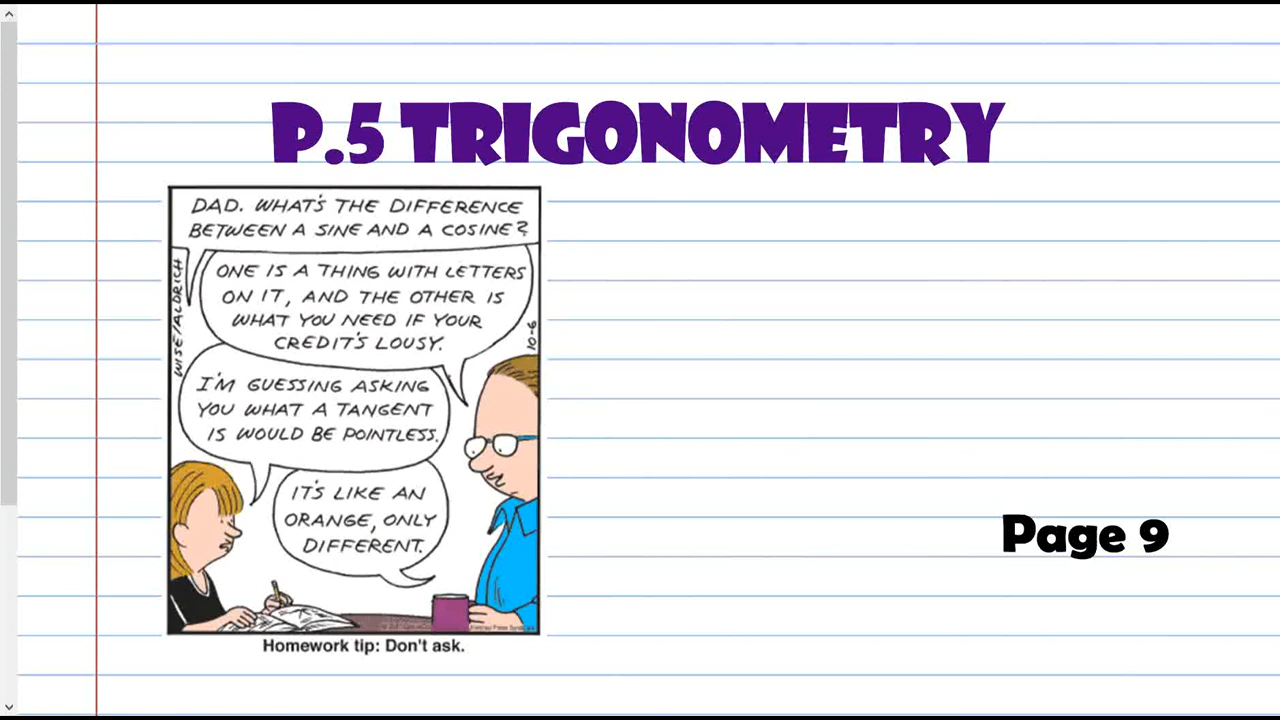 P.5 TRIGONOMETRY
DAD. WHAT'S THE DIFFERENCE
BETWEEN A SINE AND A COSINE?
ONE IS A THING WITH LETTERS
ON IT, AND THE OTHER IS
WHAT YOU NEED IF YOUR
CREDIT'S LOUSY.
WISE/ALDRICH
10-6
I'M GUESSING ASKING
YOU WHAT A TANGENT
IS WOULD BE POINTLESS.
IT'S LIKE AN
ORANGE, ONLY
DIFFERENT.
Homework tip: Don't ask.
Page 9